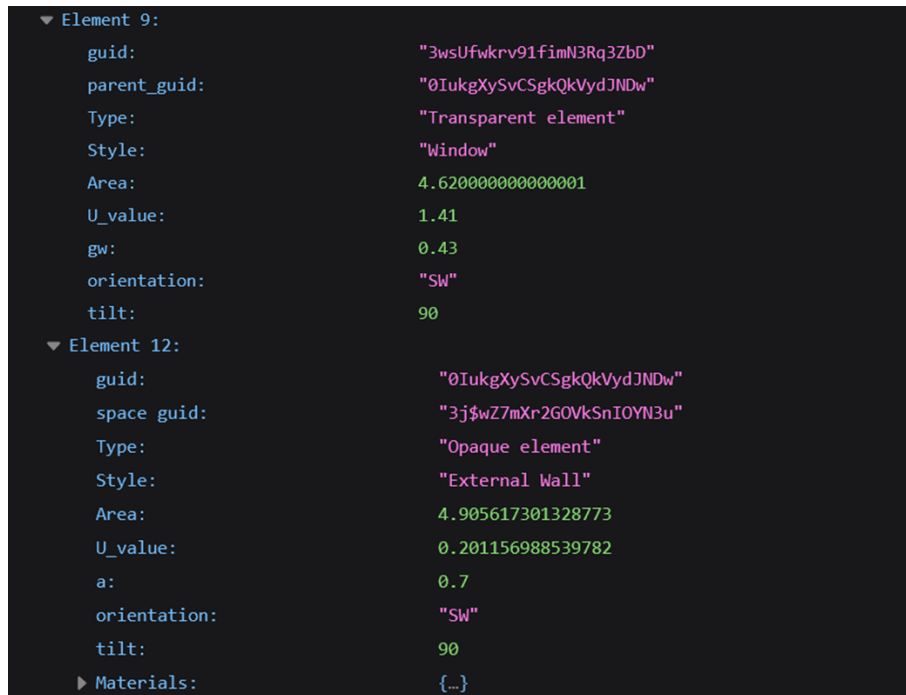 Element 9:
guid: "3wsUfwkrv91fimN3Rq3ZbD"
parent_guid: "0IukgXySvCSgkQkVydJNDw"
Type: "Transparent element"
Style: "Window"
Area: 4.620000000000001
U_value: 1.41
gw: 0.43
orientation: "SW"
tilt: 90
Element 12:
guid: "0IukgXySvCSgkQkVydJNDw"
space guid: "3j$wZ7mXr2GOVkSnIOYN3u"
Type: "Opaque element"
Style: "External Wall"
Area: 4.905617301328773
U_value: 0.201156988539782
a: 0.7
orientation: "SW"
tilt: 90
Materials: {…}